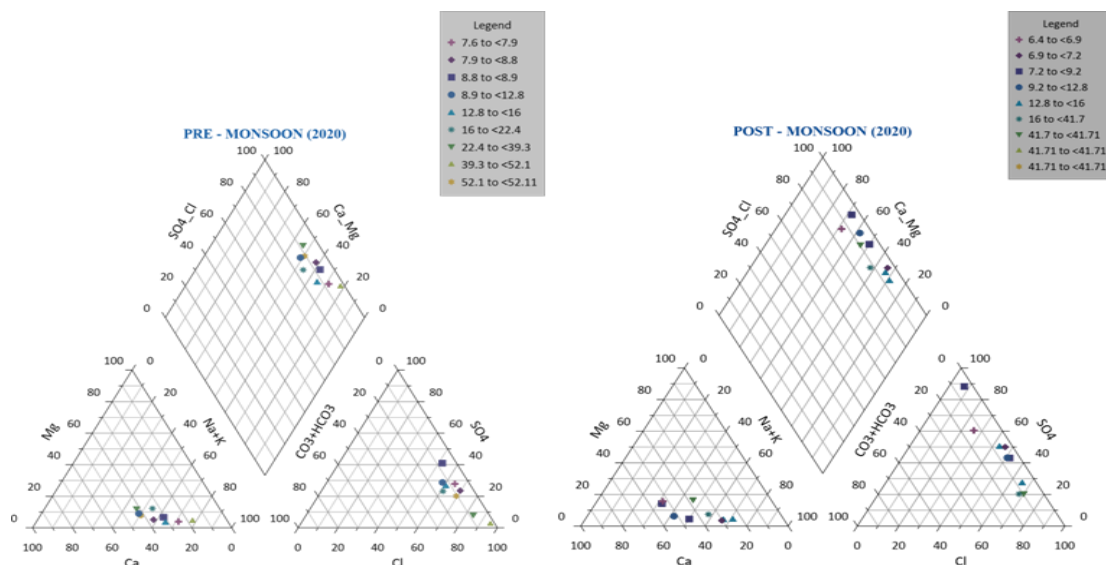 Legend
7.6 to <7.9
7.9 to <8.8
8.8 to <8.9
8.9 to <12.8
12.8 to <16
16 to <22.4
22.4 to <39.3
39.3 to <52.1
52.1 to <52.11
PRE - MONSOON (2020)
100
100
80
80
60
60
SO4_Cl
Ca_Mg
40
40
20
20
0
0
100
0
80
20
60
Mg
40
Na+K
40
60
20
80
0
100
100
80
60
40
20
0
Ca
0
100
20
80
CO3+HCO3
40
60
SO4
60
40
80
20
100
0
0
20
40
60
80
100
Cl
Legend
6.4 to <6.9
6.9 to <7.2
7.2 to <9.2
9.2 to <12.8
12.8 to <16
16 to <41.7
41.7 to <41.71
41.71 to <41.71
41.71 to <41.71
POST - MONSOON (2020)
100
100
80
80
60
60
SO4_Cl
Ca_Mg
40
40
20
20
0
0
100
0
80
20
60
Mg
40
Na+K
40
60
20
80
0
100
100
80
60
40
20
0
Ca
0
100
20
80
CO3+HCO3
40
60
SO4
60
40
80
20
100
0
0
20
40
60
80
100
Cl